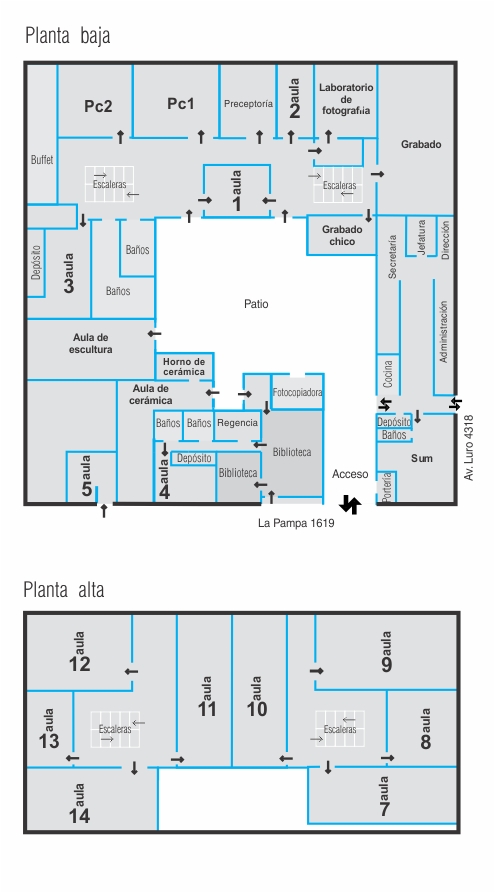 Planta baja
Pc2
Pc1
Preceptoría
aula
2
Laboratorio
de
fotografía
Grabado
Buffet
Escaleras
aula
1
Escaleras
Grabado
chico
Secretaría
Jefatura
Dirección
Depósito
aula
3
Baños
Baños
Patio
Administración
Aula de
escultura
Horno de
cerámica
Cocina
Aula de
cerámica
Fotocopiadora
Baños
Baños
Regencia
Depósito
Baños
Av. Luro 4318
aula
5
aula
4
Depósito
Biblioteca
Biblioteca
Acceso
Sum
Portería
La Pampa 1619
Planta alta
aula
12
aula
11
aula
10
aula
9
aula
13
Escaleras
Escaleras
aula
8
aula
14
aula
7